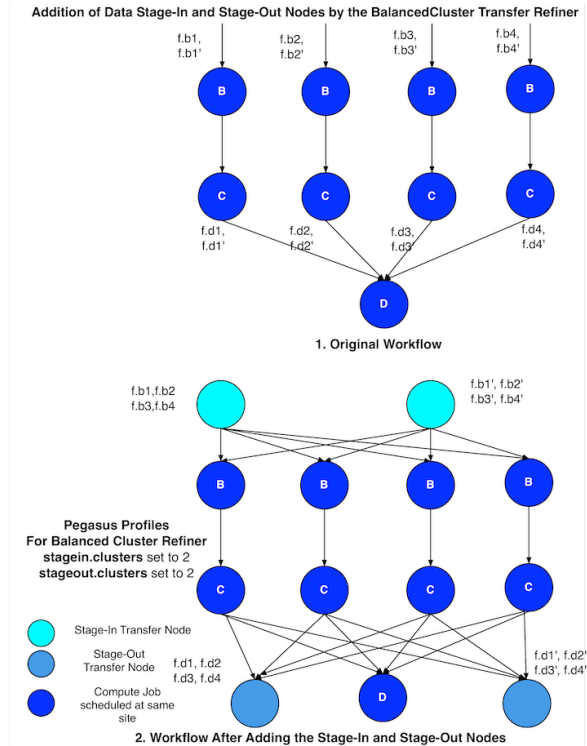 Addition of Data Stage-In and Stage-Out Nodes by the BalancedCluster Transfer Refiner
f.b1,
f.b1'
f.b2,
f.b2'
f.b3,
f.b3'
f.b4,
f.b4'
B
B
B
B
C
C
C
C
f.d1,
f.d1'
f.d2,
f.d2'
f.d3,
f.d3'
f.d4,
f.d4'
D
1. Original Workflow
f.b1,f.b2
f.b3,f.b4
f.b1', f.b2'
f.b3', f.b4'
B
B
B
B
Pegasus Profiles
For Balanced Cluster Refiner
stagein.clusters set to 2
stageout.clusters set to 2
C
C
C
C
Stage-In Transfer Node
Stage-Out
Transfer Node
Compute Job
scheduled at same
site
f.d1, f.d2
f.d3, f.d4
f.d1', f.d2'
f.d3', f.d4'
D
2. Workflow After Adding the Stage-In and Stage-Out Nodes